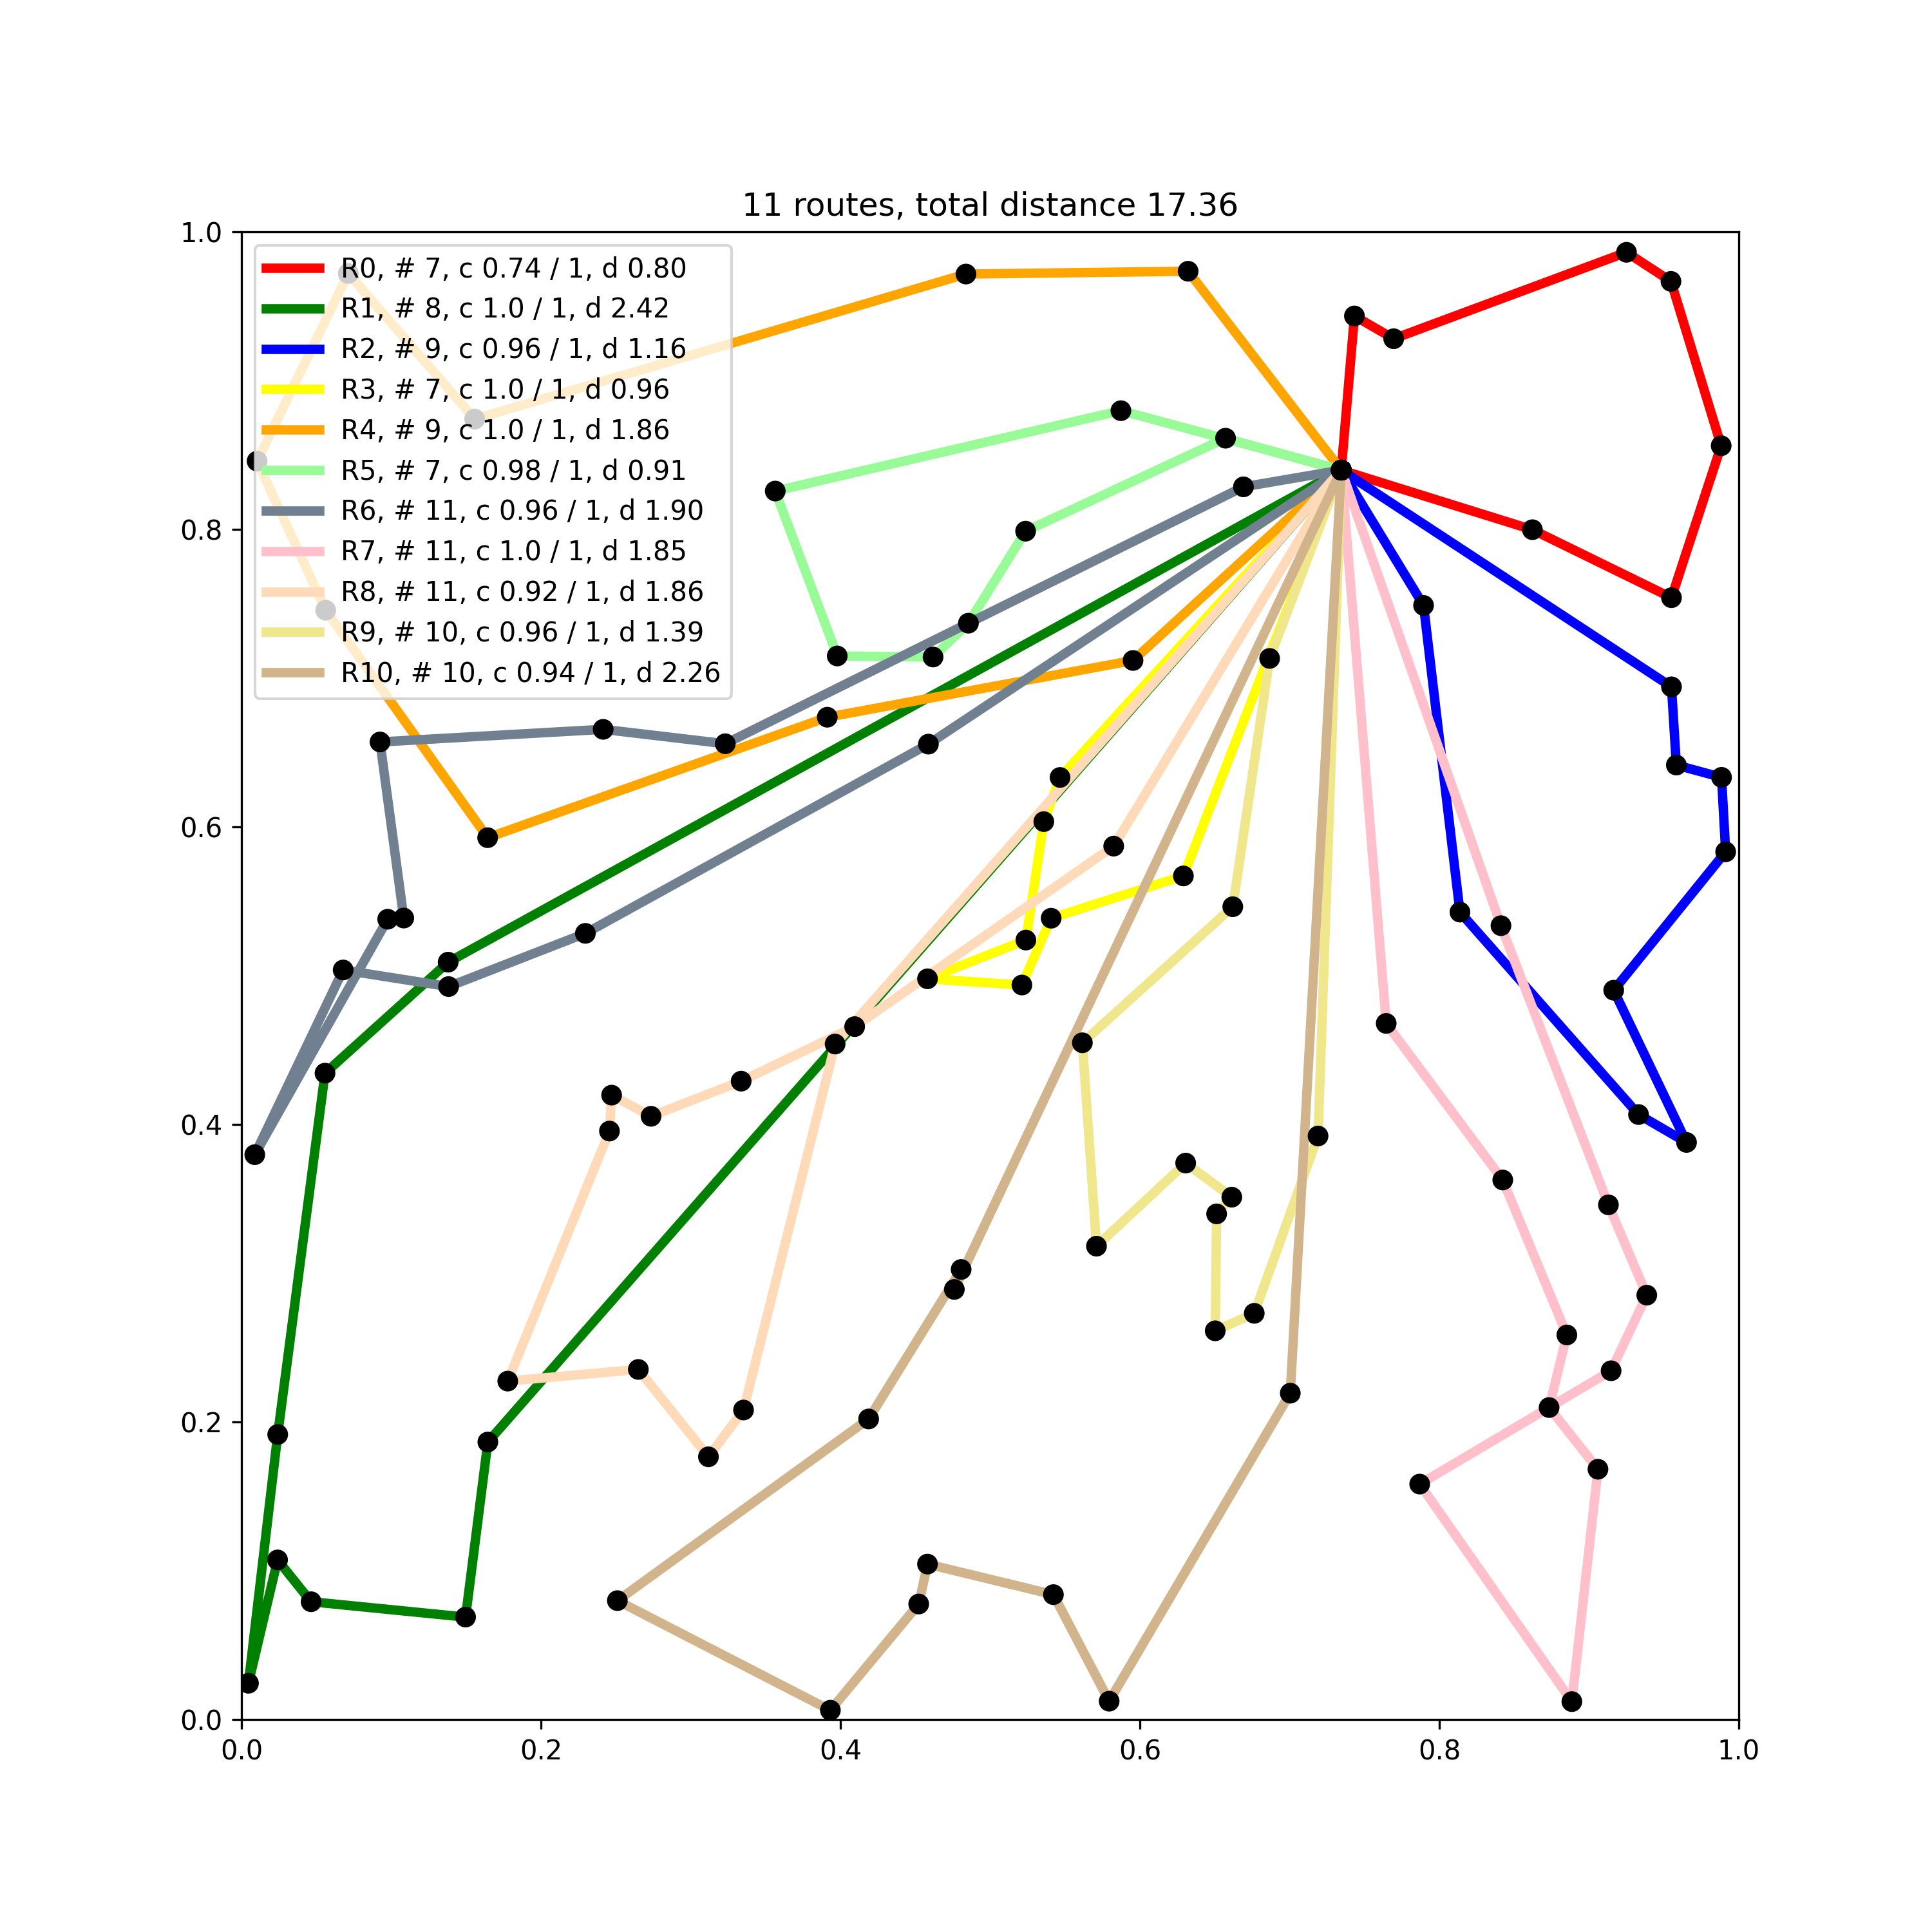 11 routes, total distance 17.36
1.0
R0, # 7, c 0.74 / 1, d 0.80
R1, # 8, c 1.0 / 1, d 2.42
R2, # 9, c 0.96 / 1, d 1.16
R3, # 7, c 1.0 / 1, d 0.96
R4, # 9, c 1.0 / 1, d 1.86
R5, # 7, c 0.98 / 1, d 0.91
R6, # 11, c 0.96 / 1, d 1.90
R7, # 11, c 1.0 / 1, d 1.85
R8, # 11, c 0.92 / 1, d 1.86
R9, # 10, c 0.96 / 1, d 1.39
R10, # 10, c 0.94 / 1, d 2.26
0.8
0.6
0.4
0.2
0.0
0.0 0.2 0.4 0.6 0.8 1.0